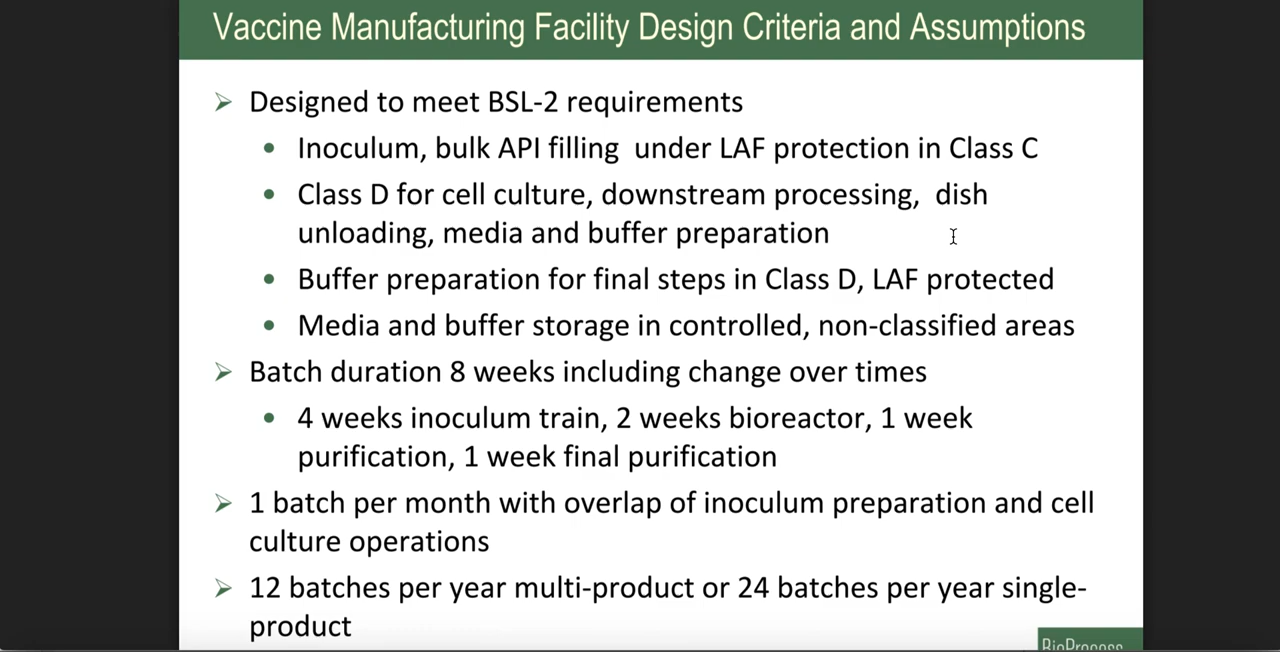 Vaccine Manufacturing Facility Design Criteria and Assumptions
Designed to meet BSL-2 requirements
Inoculum, bulk API filling under LAF protection in Class C
Class D for cell culture, downstream processing, dish
unloading, media and buffer preparation
Buffer preparation for final steps in Class D, LAF protected
Media and buffer storage in controlled, non-classified areas
Batch duration 8 weeks including change over times
4 weeks inoculum train, 2 weeks bioreactor, 1 week
purification, 1 week final purification
1 batch per month with overlap of inoculum preparation and cell
culture operations
12 batches per year multi-product or 24 batches per year single-
product
BioProcess